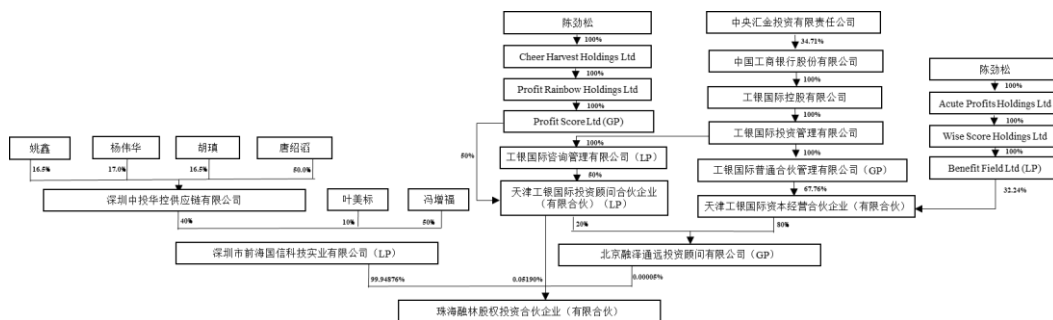 陈劲松
中央汇金投资有限责任公司
100%
34.71%
Cheer Harvest Holdings Ltd
中国工商银行股份有限公司
陈劲松
100%
100%
100%
Profit Rainbow Holdings Ltd
工银国际控股有限公司
Acute Profits Holdings Ltd
100%
100%
100%
Profit Score Ltd (GP)
工银国际投资管理有限公司
Wise Score Holdings Ltd
姚鑫
杨伟华
胡瑱
唐绍滔
50%
100%
100%
100%
工银国际咨询管理有限公司（LP）
工银国际普通合伙管理有限公司（GP）
Benefit Field Ltd (LP)
16.5%
17.0%
16.5%
50.0%
50%
67.76%
32.24%
深圳中投华控供应链有限公司
叶美标
冯增福
天津工银国际投资顾问合伙企业
（有限合伙）（LP）
天津工银国际资本经营合伙企业（有限合伙）
40%
10%
50%
20%
80%
深圳市前海国信科技实业有限公司（LP）
北京融泽通远投资顾问有限公司（GP）
99.94876%
0.05190%
0.00005%
珠海融林股权投资合伙企业（有限合伙）